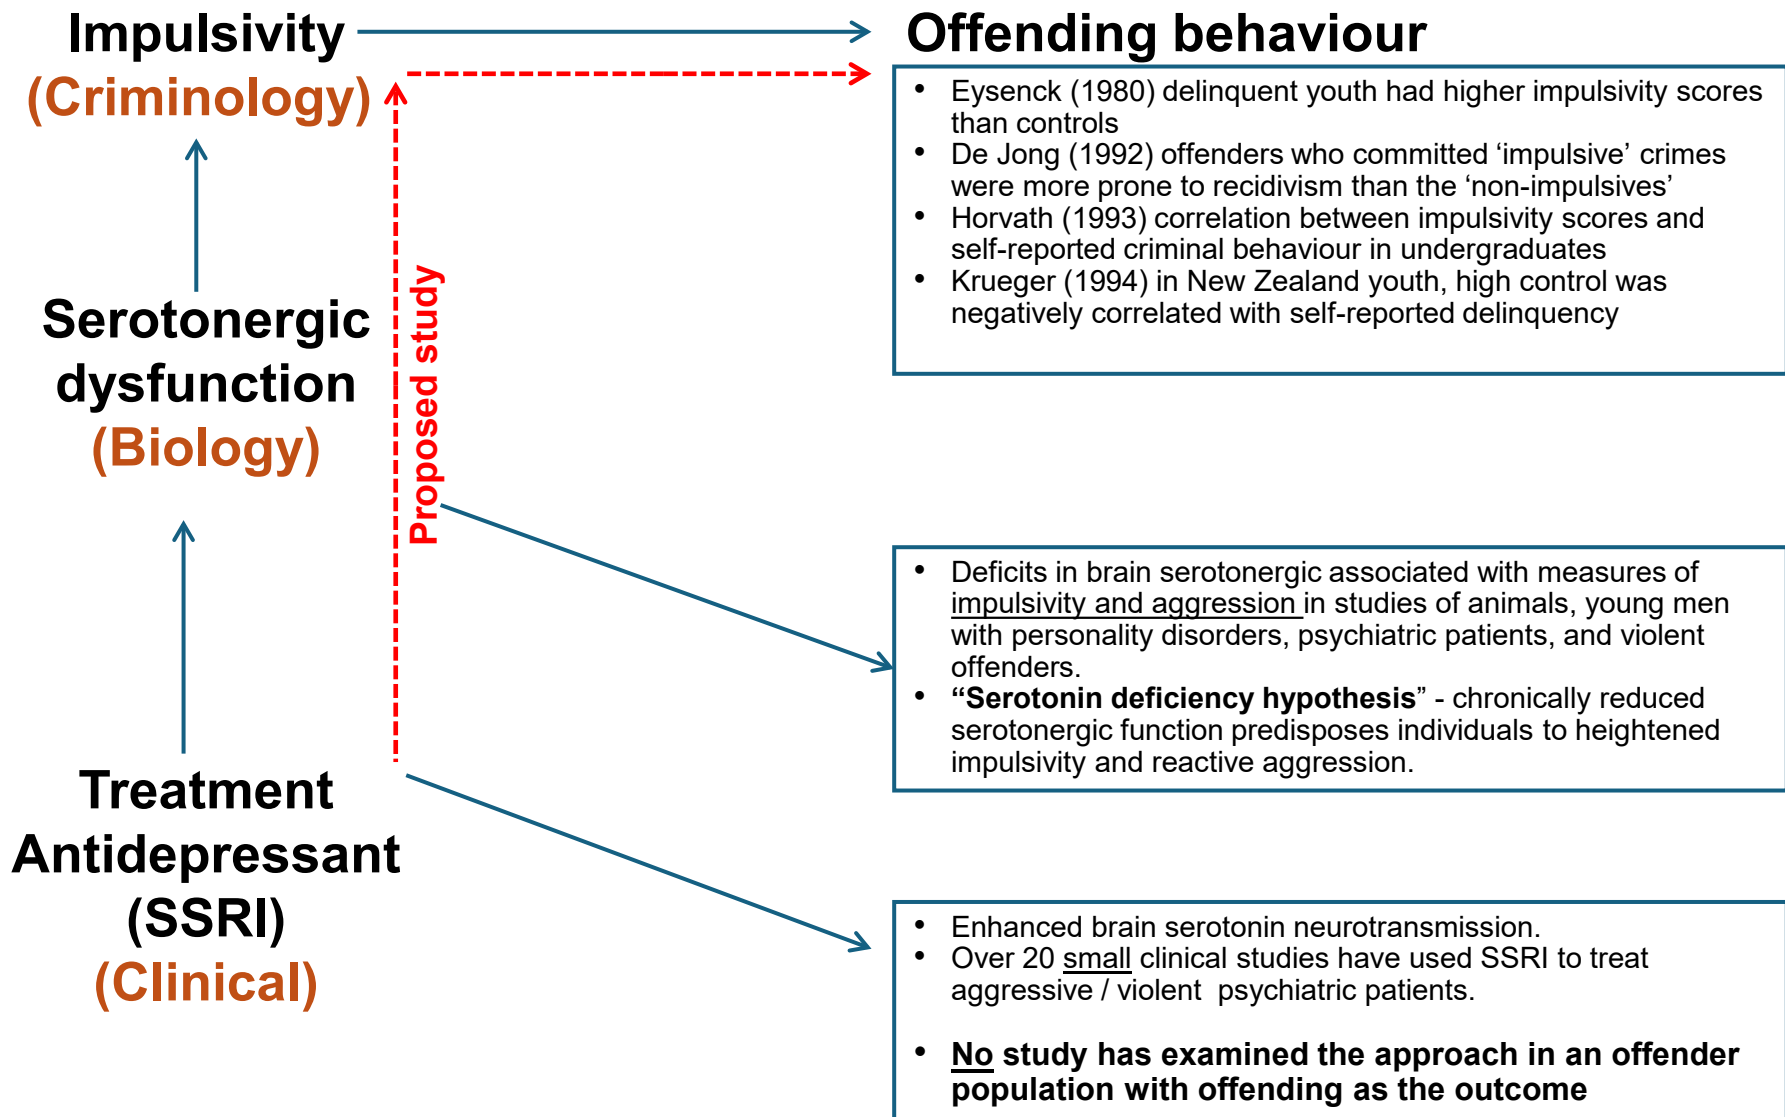 Impulsivity
(Criminology)
Serotonergic
dysfunction
(Biology)
Treatment
Antidepressant
(SSRI)
(Clinical)
Proposed study
Offending behaviour
• Eysenck (1980) delinquent youth had higher impulsivity scores
than controls
• De Jong (1992) offenders who committed ‘impulsive’ crimes
were more prone to recidivism than the ‘non-impulsives’
• Horvath (1993) correlation between impulsivity scores and
self-reported criminal behaviour in undergraduates
• Krueger (1994) in New Zealand youth, high control was
negatively correlated with self-reported delinquency
• Deficits in brain serotonergic associated with measures of
impulsivity and aggression in studies of animals, young men
with personality disorders, psychiatric patients, and violent
offenders.
• “Serotonin deficiency hypothesis” - chronically reduced
serotonergic function predisposes individuals to heightened
impulsivity and reactive aggression.
• Enhanced brain serotonin neurotransmission.
• Over 20 small clinical studies have used SSRI to treat
aggressive / violent psychiatric patients.
• No study has examined the approach in an offender
population with offending as the outcome